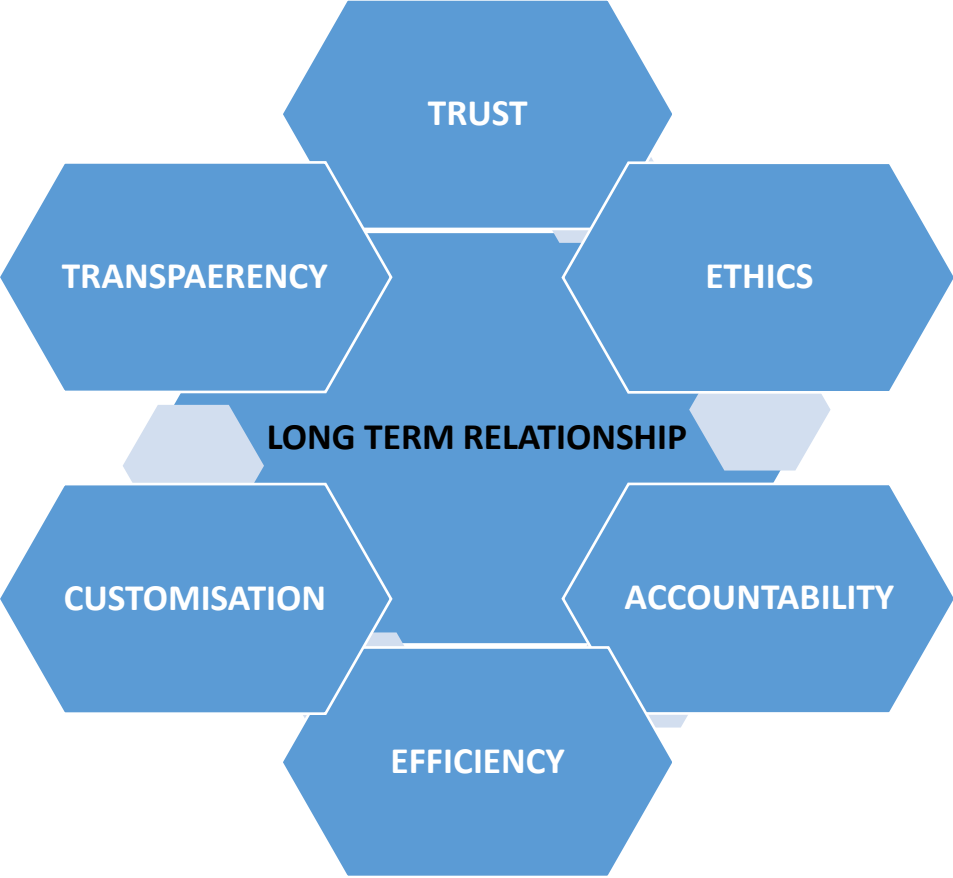 TRUST
TRANSPAERENCY
ETHICS
LONG TERM RELATIONSHIP
CUSTOMISATION
ACCOUNTABILITY
EFFICIENCY